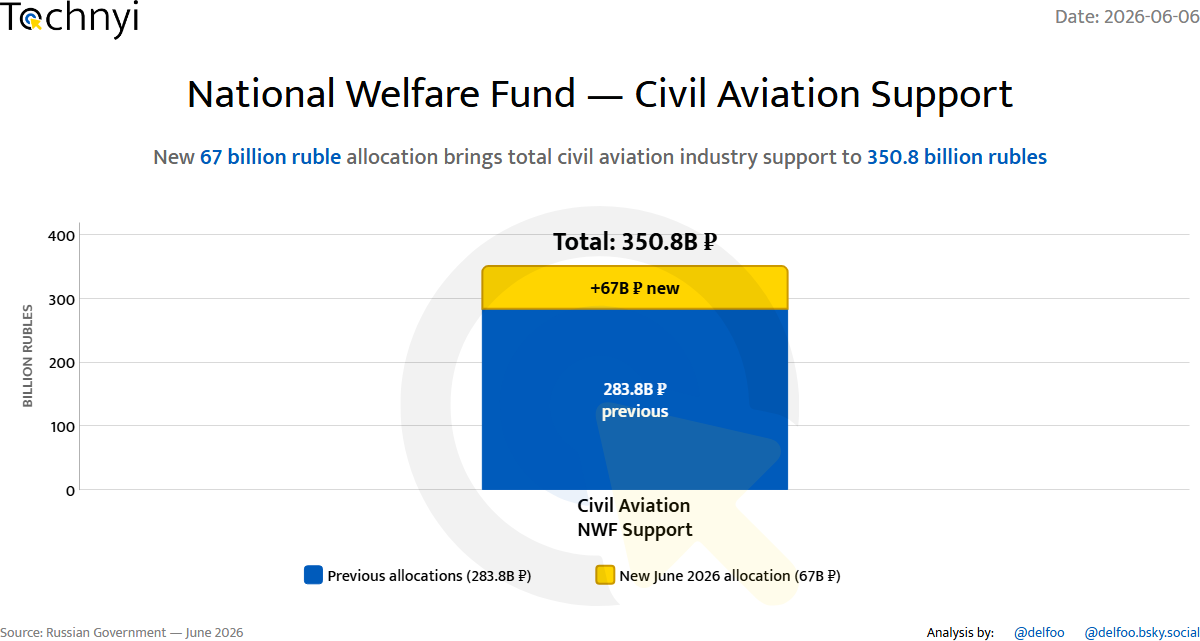 Tochnyi
Date: 2026-06-06
National Welfare Fund — Civil Aviation Support
New 67 billion ruble allocation brings total civil aviation industry support to 350.8 billion rubles
BILLION RUBLES
400
300
200
100
0
Total: 350.8B ₽
+67B ₽ new
283.8B ₽
previous
Civil Aviation
NWF Support
Previous allocations (283.8B ₽)
New June 2026 allocation (67B ₽)
Source: Russian Government — June 2026
Analysis by: @delfoo @delfoo.bsky.social